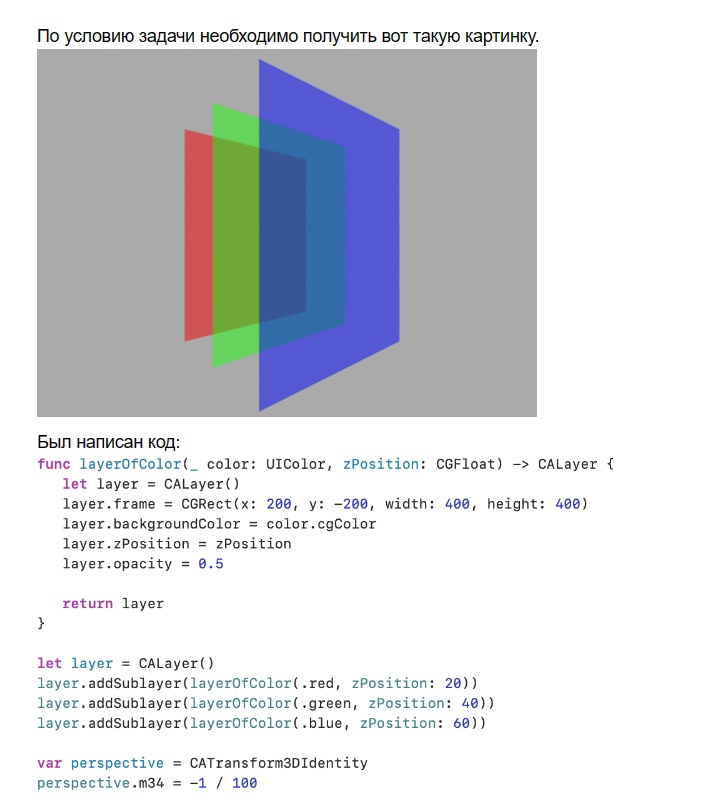 По условию задачи необходимо получить вот такую картинку.
Был написан код:
func layerOfColor(_ color: UIColor, zPosition: CGFloat) -> CALayer {
let layer = CALayer()
layer.frame = CGRect(x: 200, y: -200, width: 400, height: 400)
layer.backgroundColor = color.cgColor
layer.zPosition = zPosition
layer.opacity = 0.5
return layer
}
let layer = CALayer()
layer.addSublayer(layerOfColor(.red, zPosition: 20))
layer.addSublayer(layerOfColor(.green, zPosition: 40))
layer.addSublayer(layerOfColor(.blue, zPosition: 60))
var perspective = CATransform3DIdentity
perspective.m34 = -1 / 100